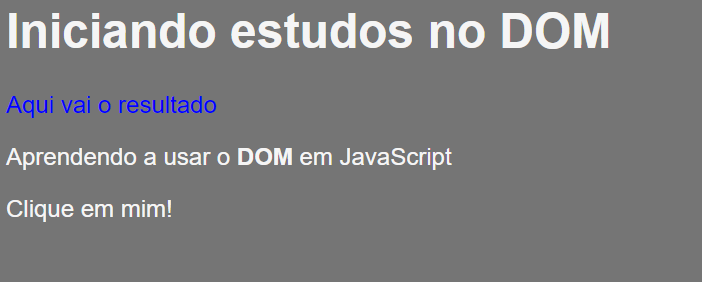 Iniciando estudos no DOM
Aqui vai o resultado
Aprendendo a usar o DOM em JavaScript
Clique em mim!